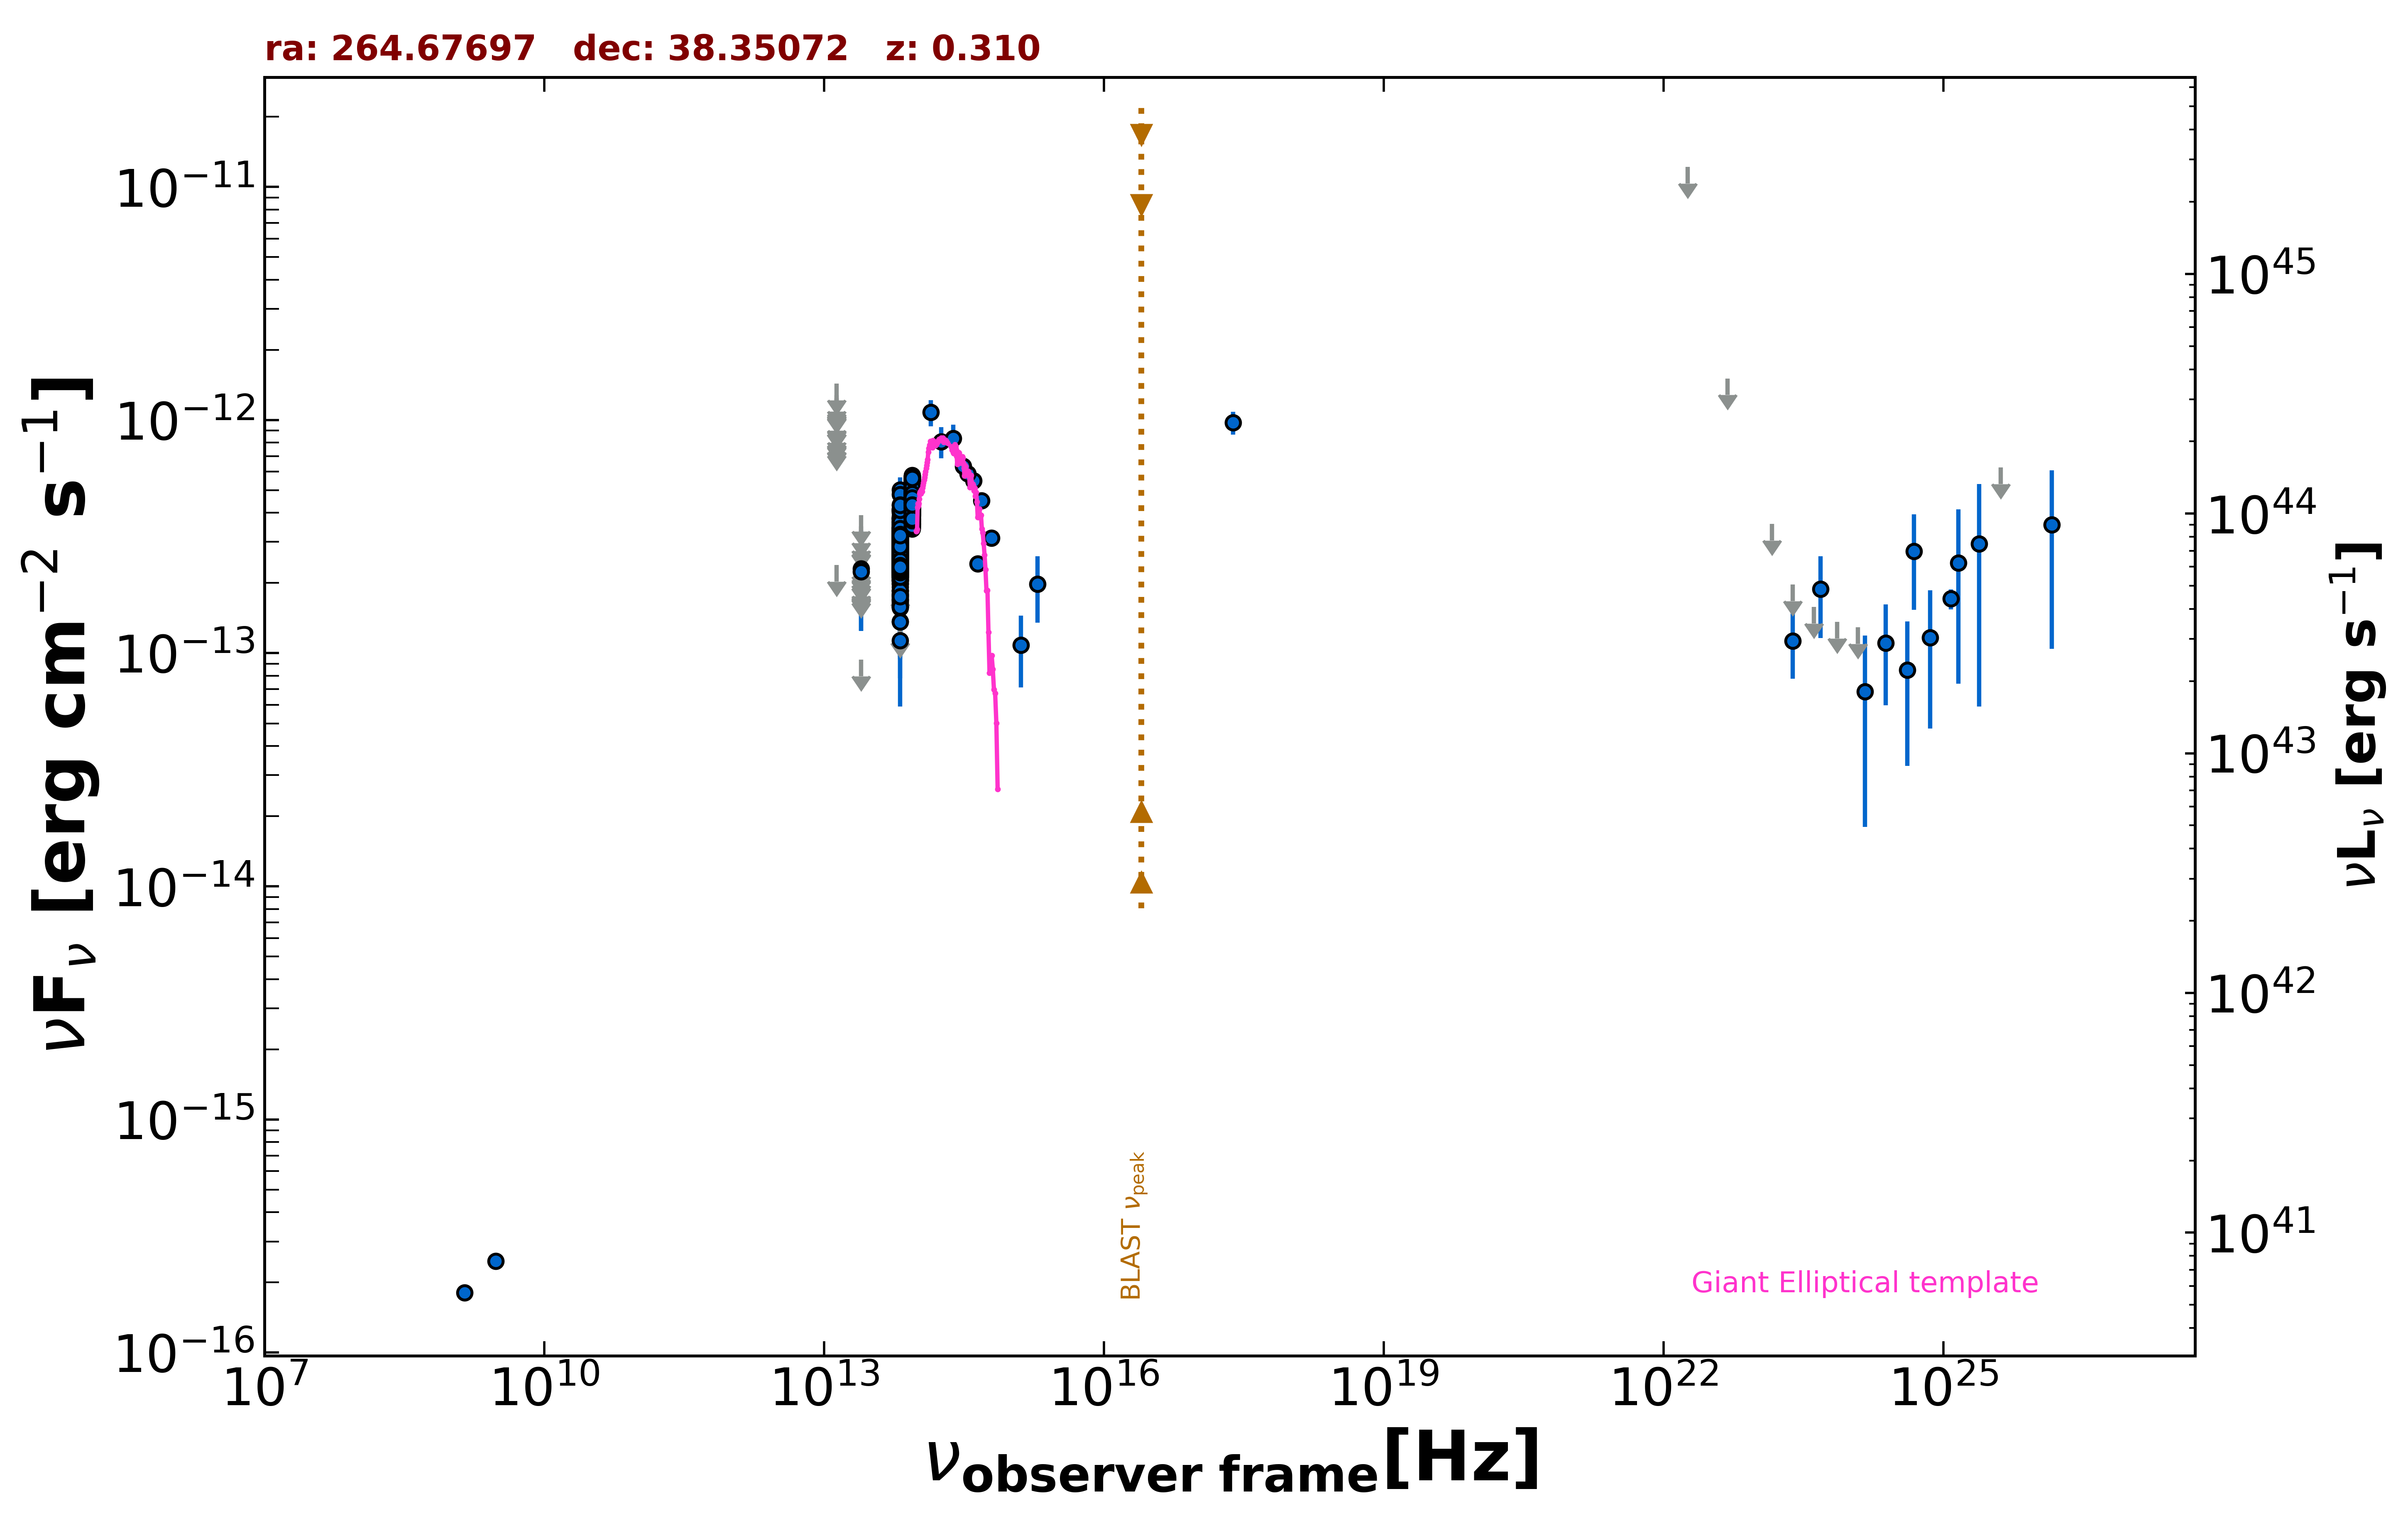 ra: 264.67697   dec: 38.35072   z: 0.310
10⁻¹¹
10⁻¹²
10⁻¹³
10⁻¹⁴
10⁻¹⁵
10⁻¹⁶
νFν [erg cm⁻² s⁻¹]
10⁴⁵
10⁴⁴
10⁴³
10⁴²
10⁴¹
νLν [erg s⁻¹]
BLAST νpeak
Giant Elliptical template
10⁷ 10¹⁰ 10¹³ 10¹⁶ 10¹⁹ 10²² 10²⁵
νobserver frame[Hz]